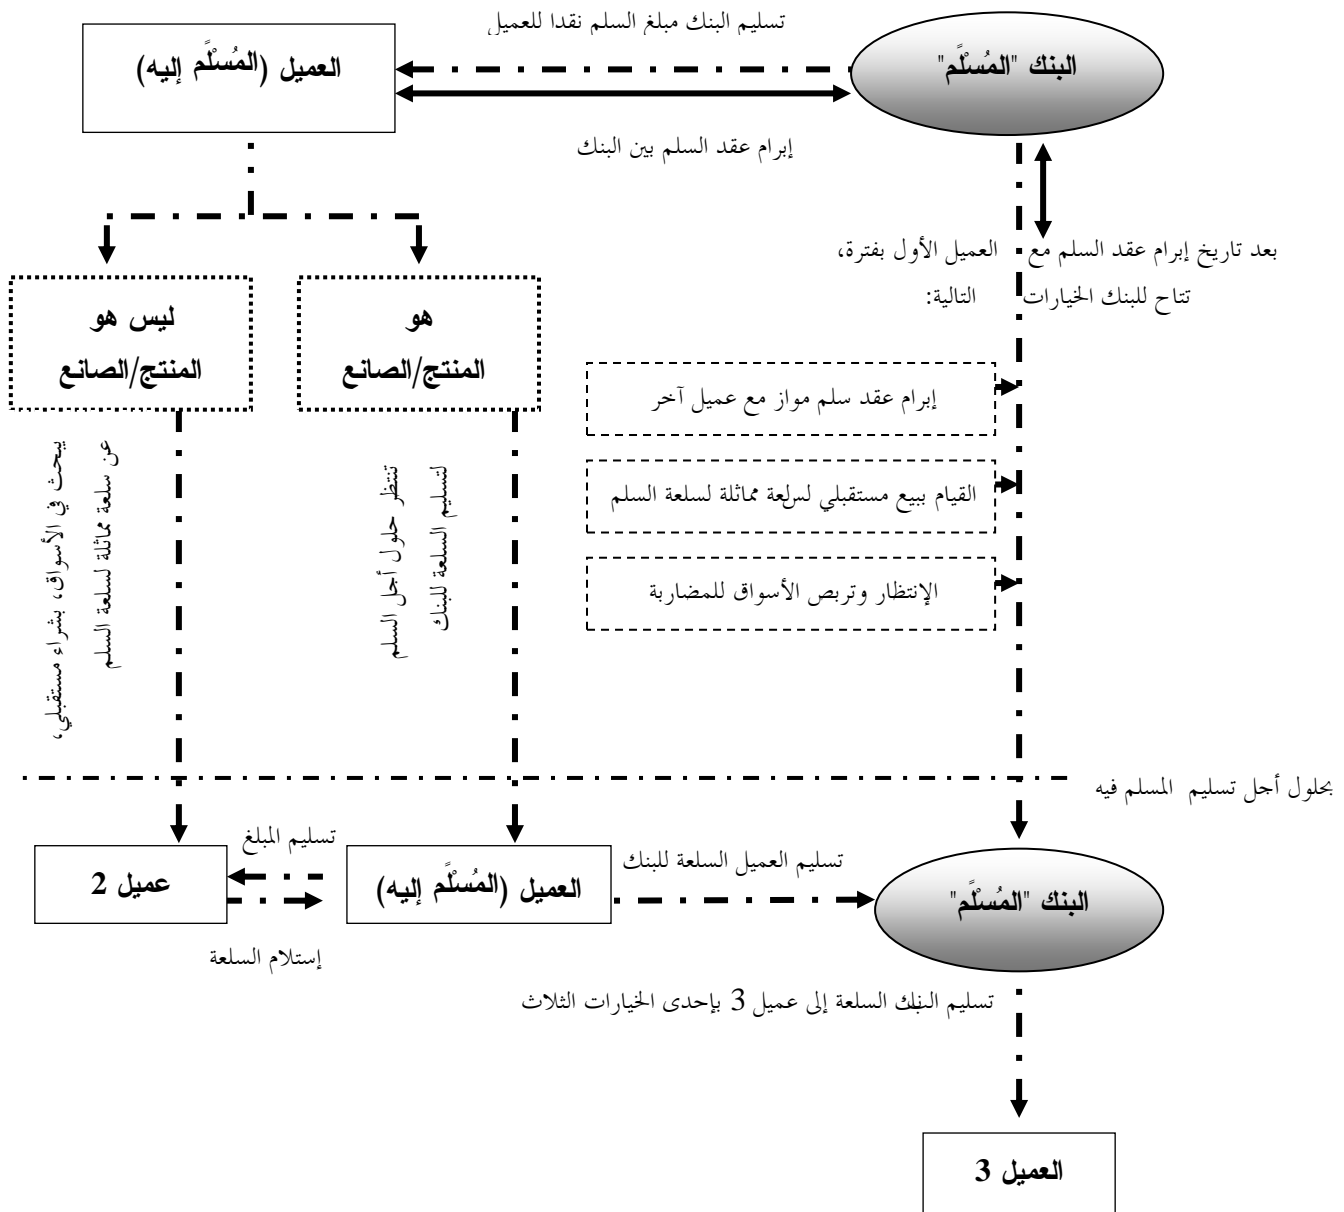 تسليم البنك مبلغ السلم نقدا للعميل
البنك "المُسْلَم"
العميل (المُسْلَم إليه)
إبرام عقد السلم بين البنك
بعد تاريخ إبرام عقد السلم مع العميل الأول بفترة،
تتاح للبنك الخيارات التالية:
هو
المنتج/الصانع
ليس هو
المنتج/الصانع
إبرام عقد سلم مواز مع عميل آخر
القيام ببيع مستقبلي لسلعة مماثلة لسلعة السلم
الإنتظار وتربص الأسواق للمضاربة
تنتظر حلول أجل السلم
لتسليم السلعة للبنك
يبحث في الأسواق، بشراء مستقبلي،
عن سلعة مماثلة لسلعة السلم
بحلول أجل تسليم المسلم فيه
البنك "المُسْلَم"
تسليم العميل السلعة للبنك
العميل (المُسْلَم إليه)
تسليم المبلغ
عميل 2
إستلام السلعة
تسليم البنك السلعة إلى عميل 3 بإحدى الخيارات الثلاث
العميل 3